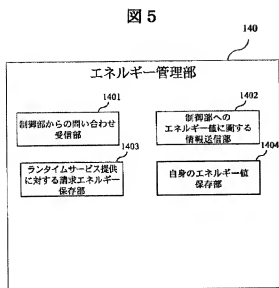 図5
140
エネルギー管理部
1401
制御部からの問い合わせ
受信部
1402
制御部への
エネルギー値に関する
情報送信部
1403
ランタイムサービス提供
に対する請求エネルギー
保存部
1404
自身のエネルギー値
保存部